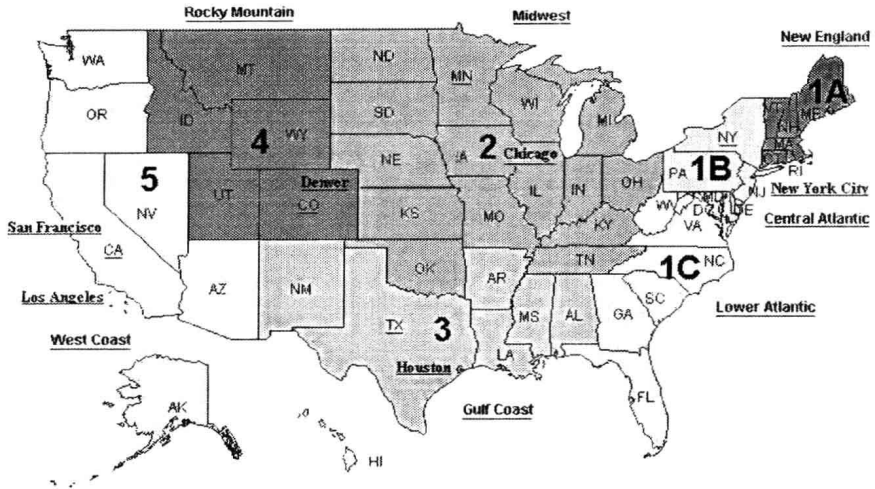 Rocky Mountain
Midwest
New England
WA
MT
ND
MN
1A
VT
NH
ME
OR
ID
WY
SD
WI
MI
NY
MA
CT
RI
4
2
Chicago
1B
NE
IA
PA
NJ
New York City
5
NV
UT
Denver
CO
IL
IN
OH
WV
MD
DC
DE
Central Atlantic
San Francisco
CA
KS
MO
KY
VA
Los Angeles
AZ
NM
OK
AR
TN
1C
NC
SC
Lower Atlantic
TX
3
MS
AL
GA
West Coast
Houston
LA
Gulf Coast
FL
AK
HI